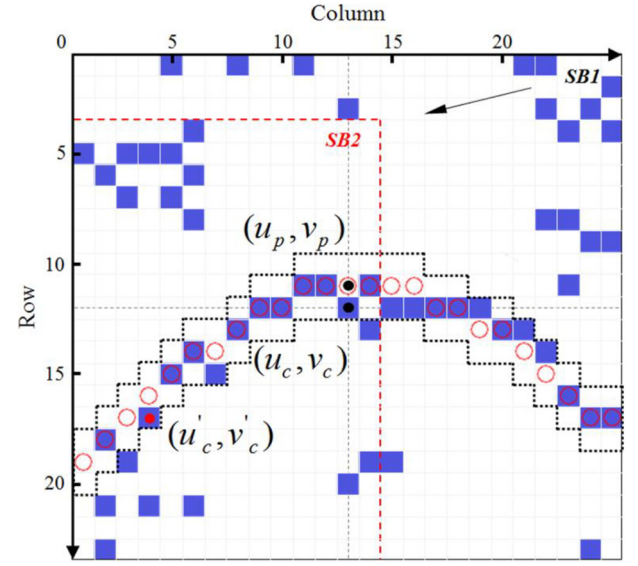 Column
0 5 10 15 20
SB1
SB2
5
(u_p, v_p)
10
Row
(u_c, v_c)
15
(u'_c, v'_c)
20